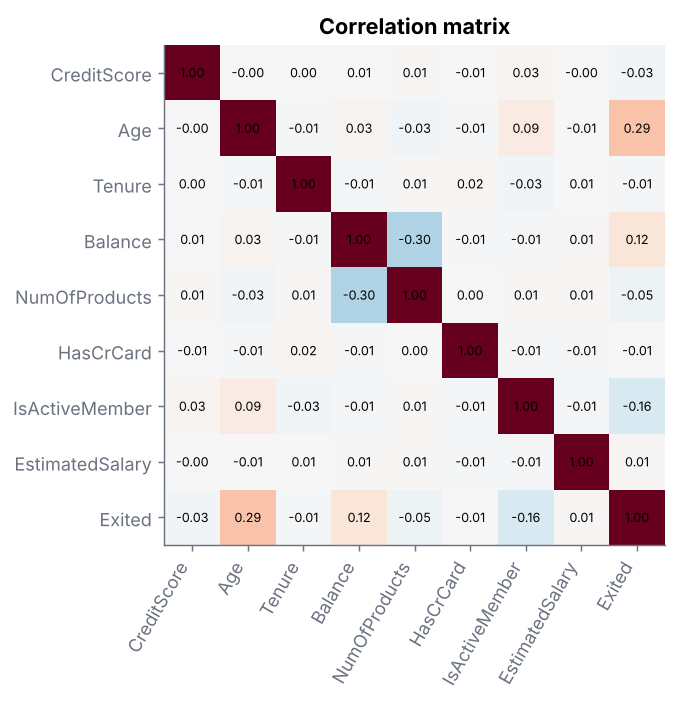 Correlation matrix
CreditScore 1.00 -0.00 0.00 0.01 0.01 -0.01 0.03 -0.00 -0.03
Age -0.00 1.00 -0.01 0.03 -0.03 -0.01 0.09 -0.01 0.29
Tenure 0.00 -0.01 1.00 -0.01 0.01 0.02 -0.03 0.01 -0.01
Balance 0.01 0.03 -0.01 1.00 -0.30 -0.01 -0.01 0.01 0.12
NumOfProducts 0.01 -0.03 0.01 -0.30 1.00 0.00 0.01 0.01 -0.05
HasCrCard -0.01 -0.01 0.02 -0.01 0.00 1.00 -0.01 -0.01 -0.01
IsActiveMember 0.03 0.09 -0.03 -0.01 0.01 -0.01 1.00 -0.01 -0.16
EstimatedSalary -0.00 -0.01 0.01 0.01 0.01 -0.01 -0.01 1.00 0.01
Exited -0.03 0.29 -0.01 0.12 -0.05 -0.01 -0.16 0.01 1.00
CreditScore Age Tenure Balance NumOfProducts HasCrCard IsActiveMember EstimatedSalary Exited